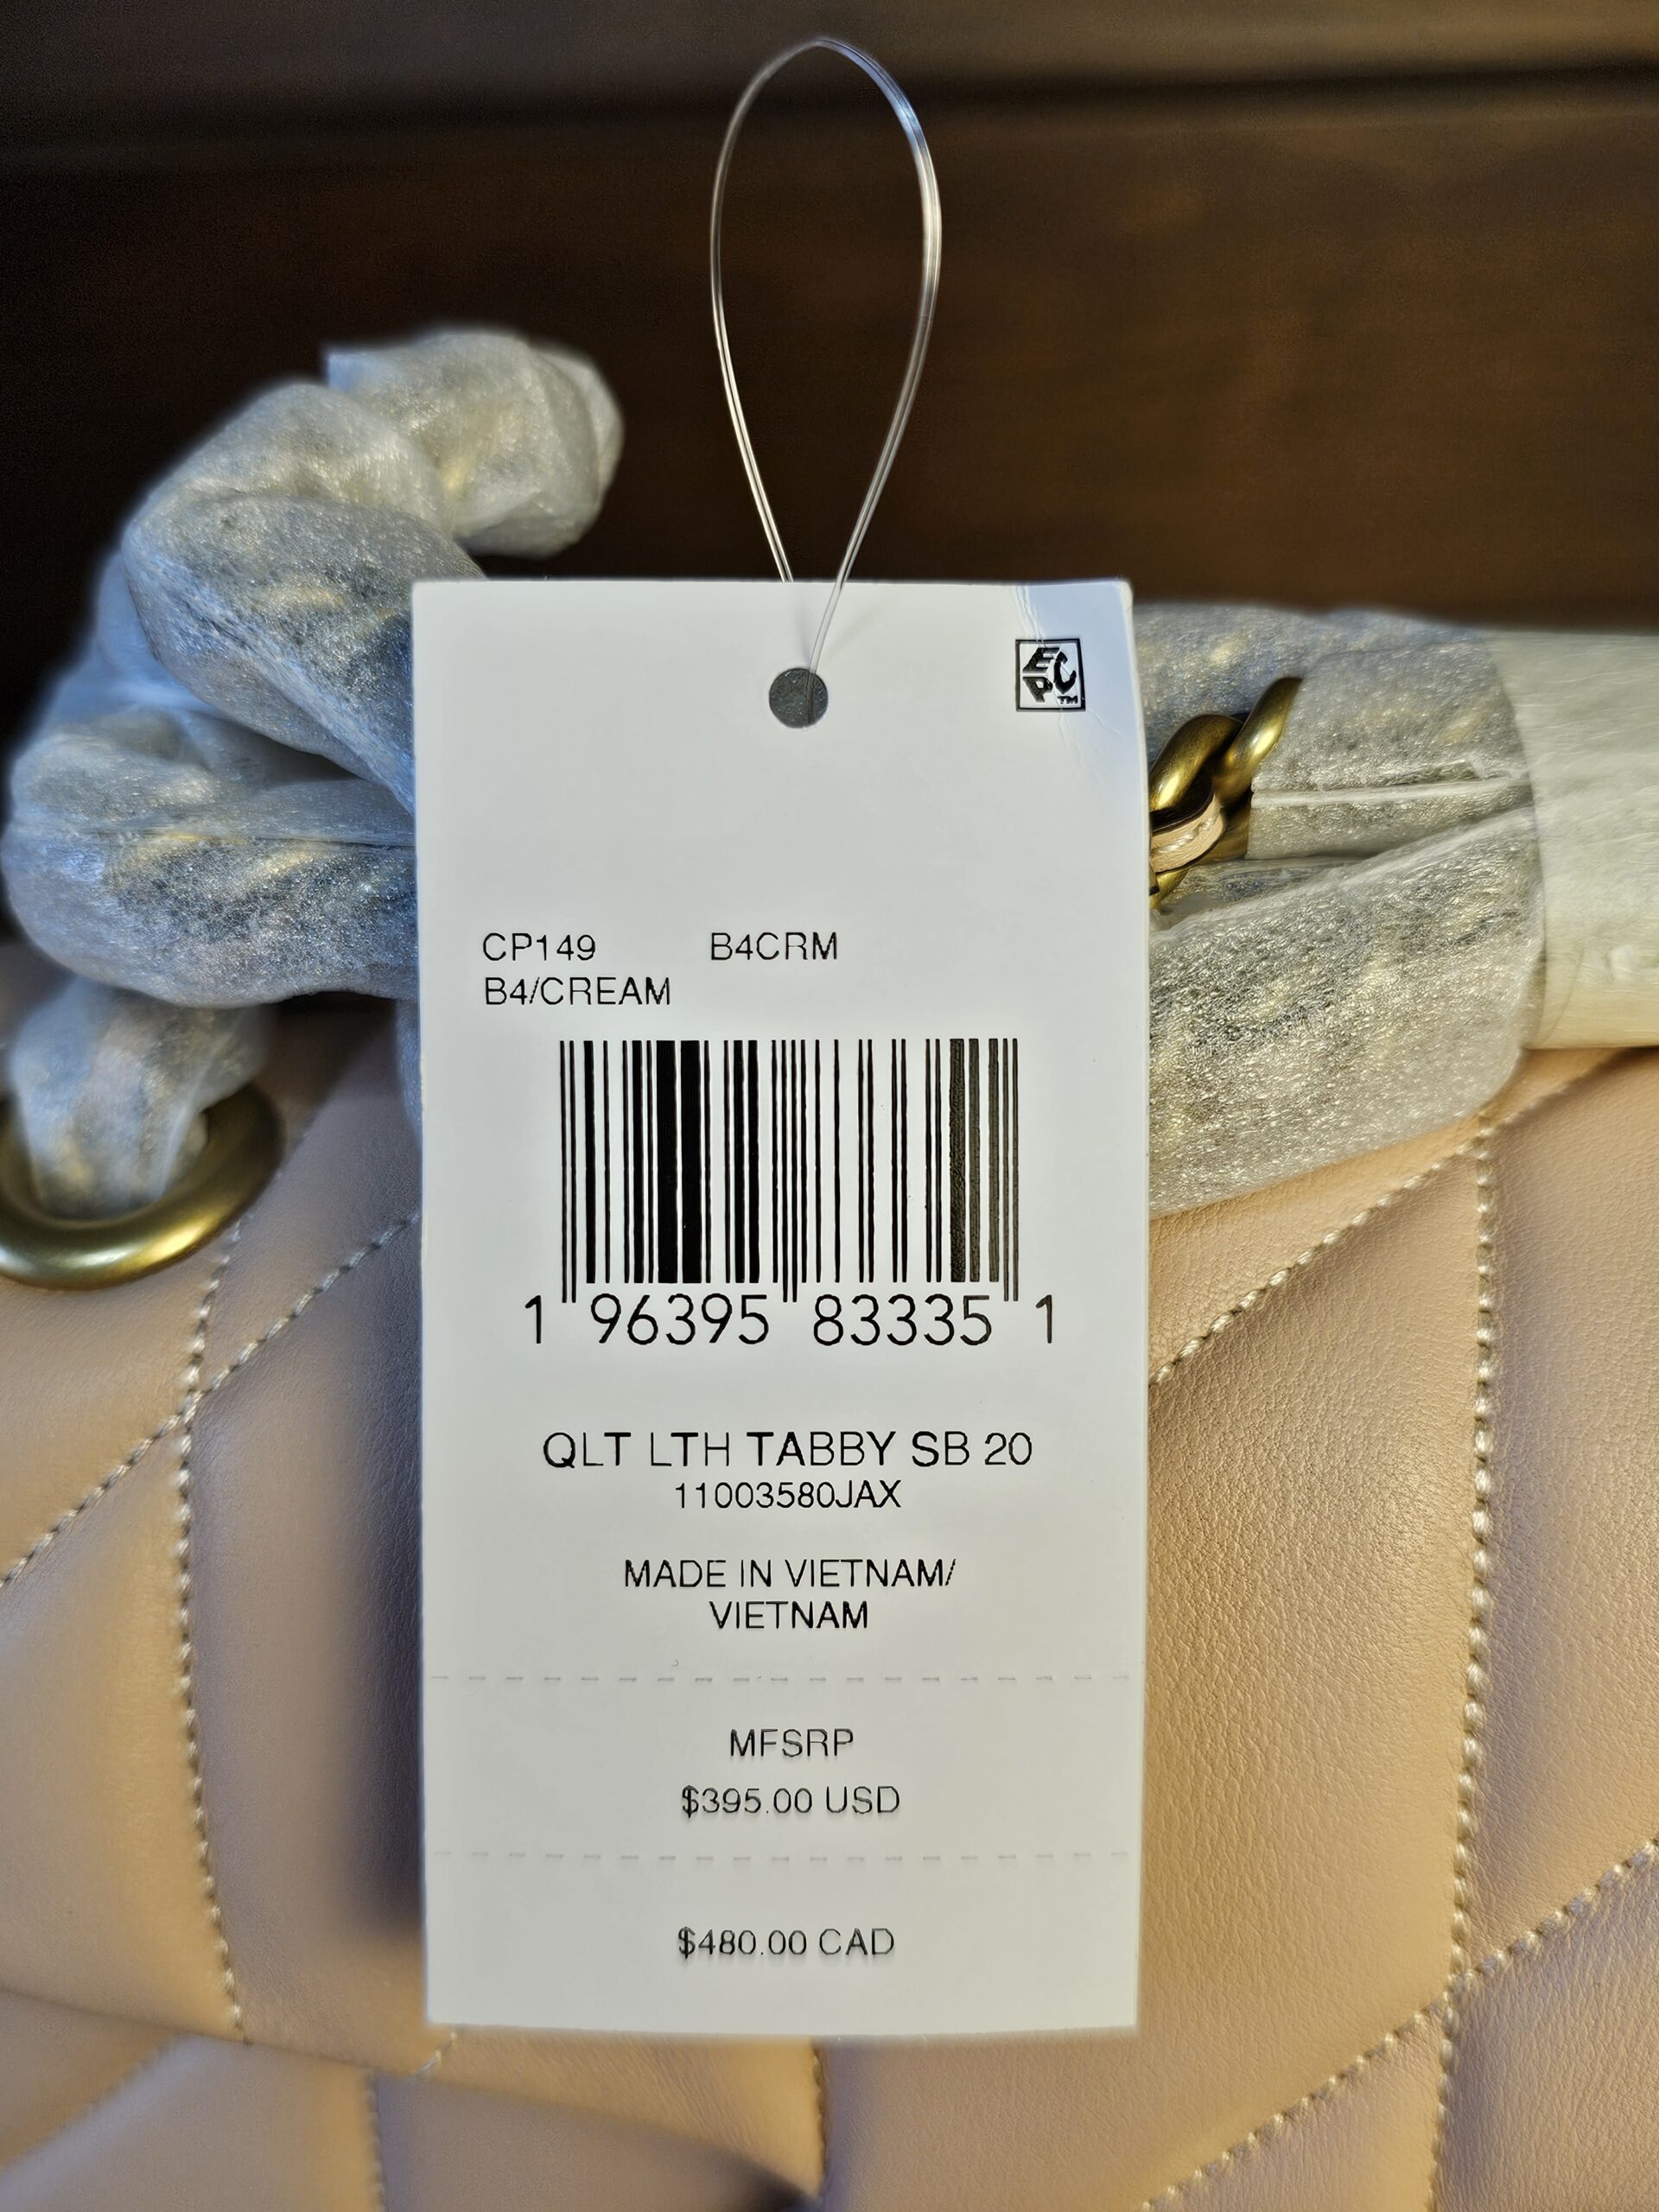 EPC™
CP149 B4CRM
B4/CREAM
1 96395 83335 1
QLT LTH TABBY SB 20
11003580JAX
MADE IN VIETNAM/
VIETNAM
MFSRP
$395.00 USD
$480.00 CAD